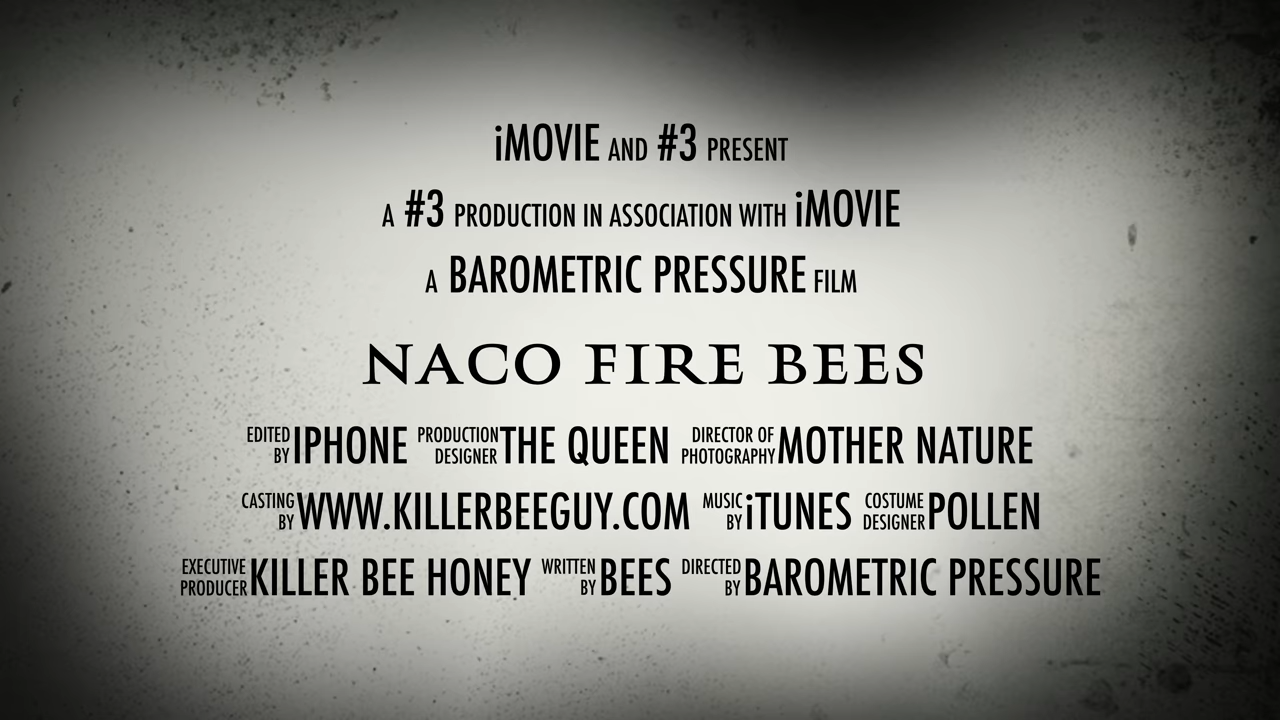 iMOVIE AND #3 PRESENT
A #3 PRODUCTION IN ASSOCIATION WITH iMOVIE
A BAROMETRIC PRESSURE FILM
NACO FIRE BEES
EDITED BY IPHONE PRODUCTION DESIGNER THE QUEEN DIRECTOR OF PHOTOGRAPHY MOTHER NATURE
CASTING BY WWW.KILLERBEEGUY.COM MUSIC BY iTUNES COSTUME DESIGNER POLLEN
EXECUTIVE PRODUCER KILLER BEE HONEY WRITTEN BY BEES DIRECTED BY BAROMETRIC PRESSURE